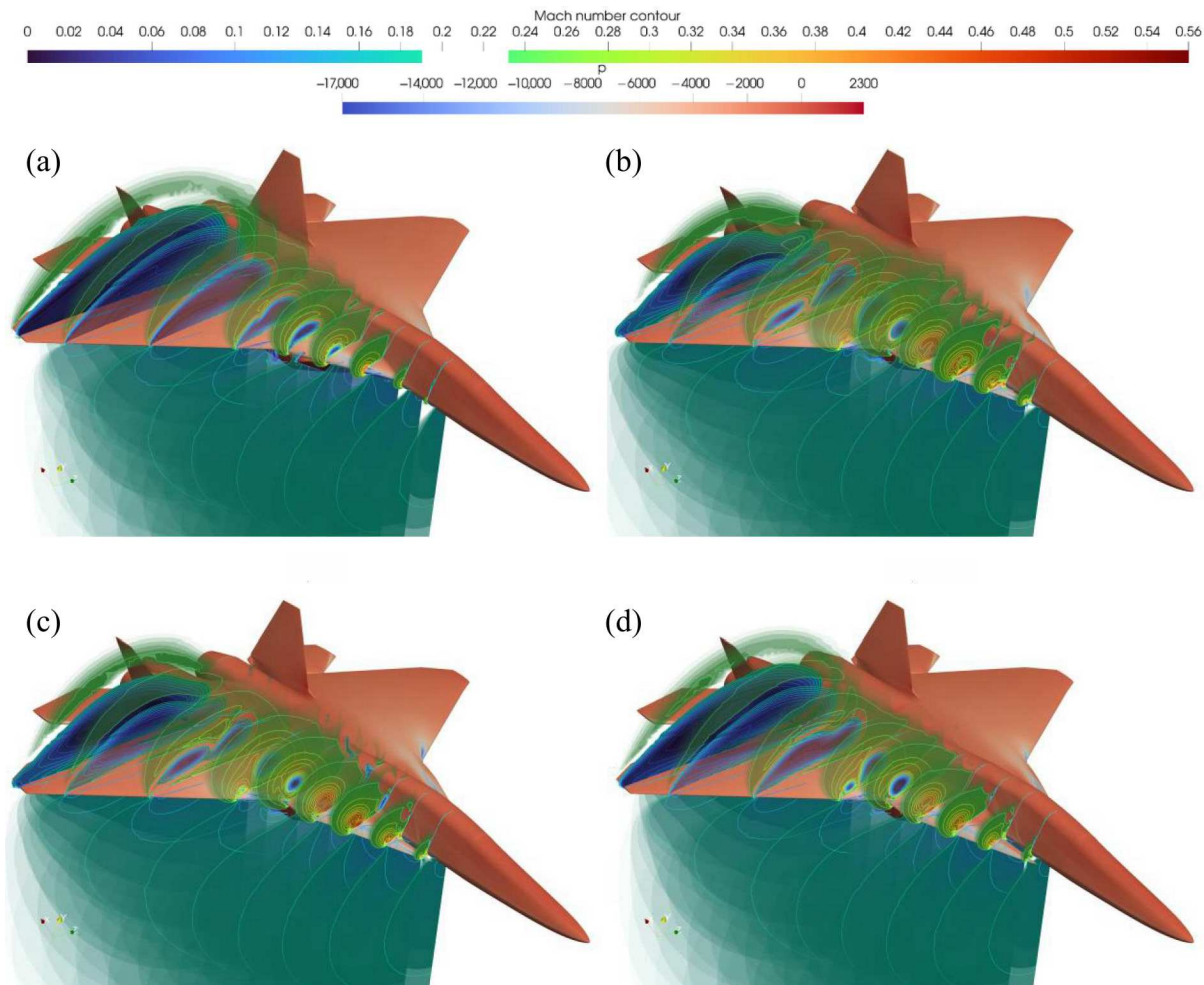 Mach number contour
0 0.02 0.04 0.06 0.08 0.1 0.12 0.14 0.16 0.18 0.2 0.22 0.24 0.26 0.28 0.3 0.32 0.34 0.36 0.38 0.4 0.42 0.44 0.46 0.48 0.5 0.52 0.54 0.56
p
−17,000 −14,000 −12,000 −10,000 −8000 −6000 −4000 −2000 0 2300
(a) (b)
(c) (d)